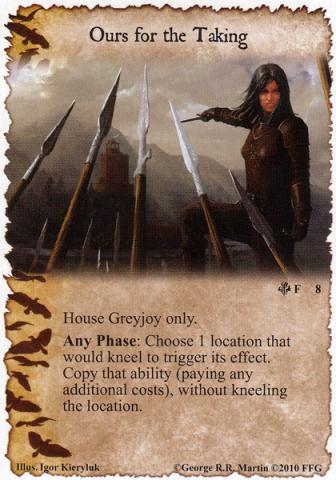 Ours for the Taking
F 8
House Greyjoy only.
Any Phase: Choose 1 location that
would kneel to trigger its effect.
Copy that ability (paying any
additional costs), without kneeling
the location.
Illus. Igor Kieryluk ©George R.R. Martin ©2010 FFG